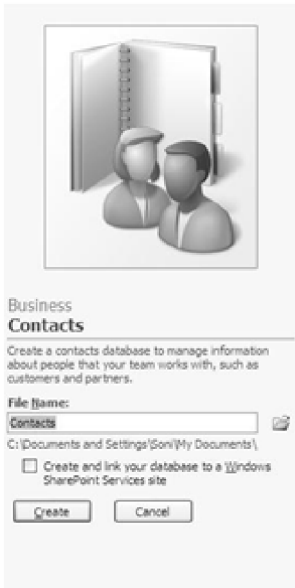 Business
Contacts
Create a contacts database to manage information
about people that your team works with, such as
customers and partners.
File Name:
Contacts
C:\Documents and Settings\Soni\My Documents\
Create and link your database to a Windows
SharePoint Services site
Create Cancel